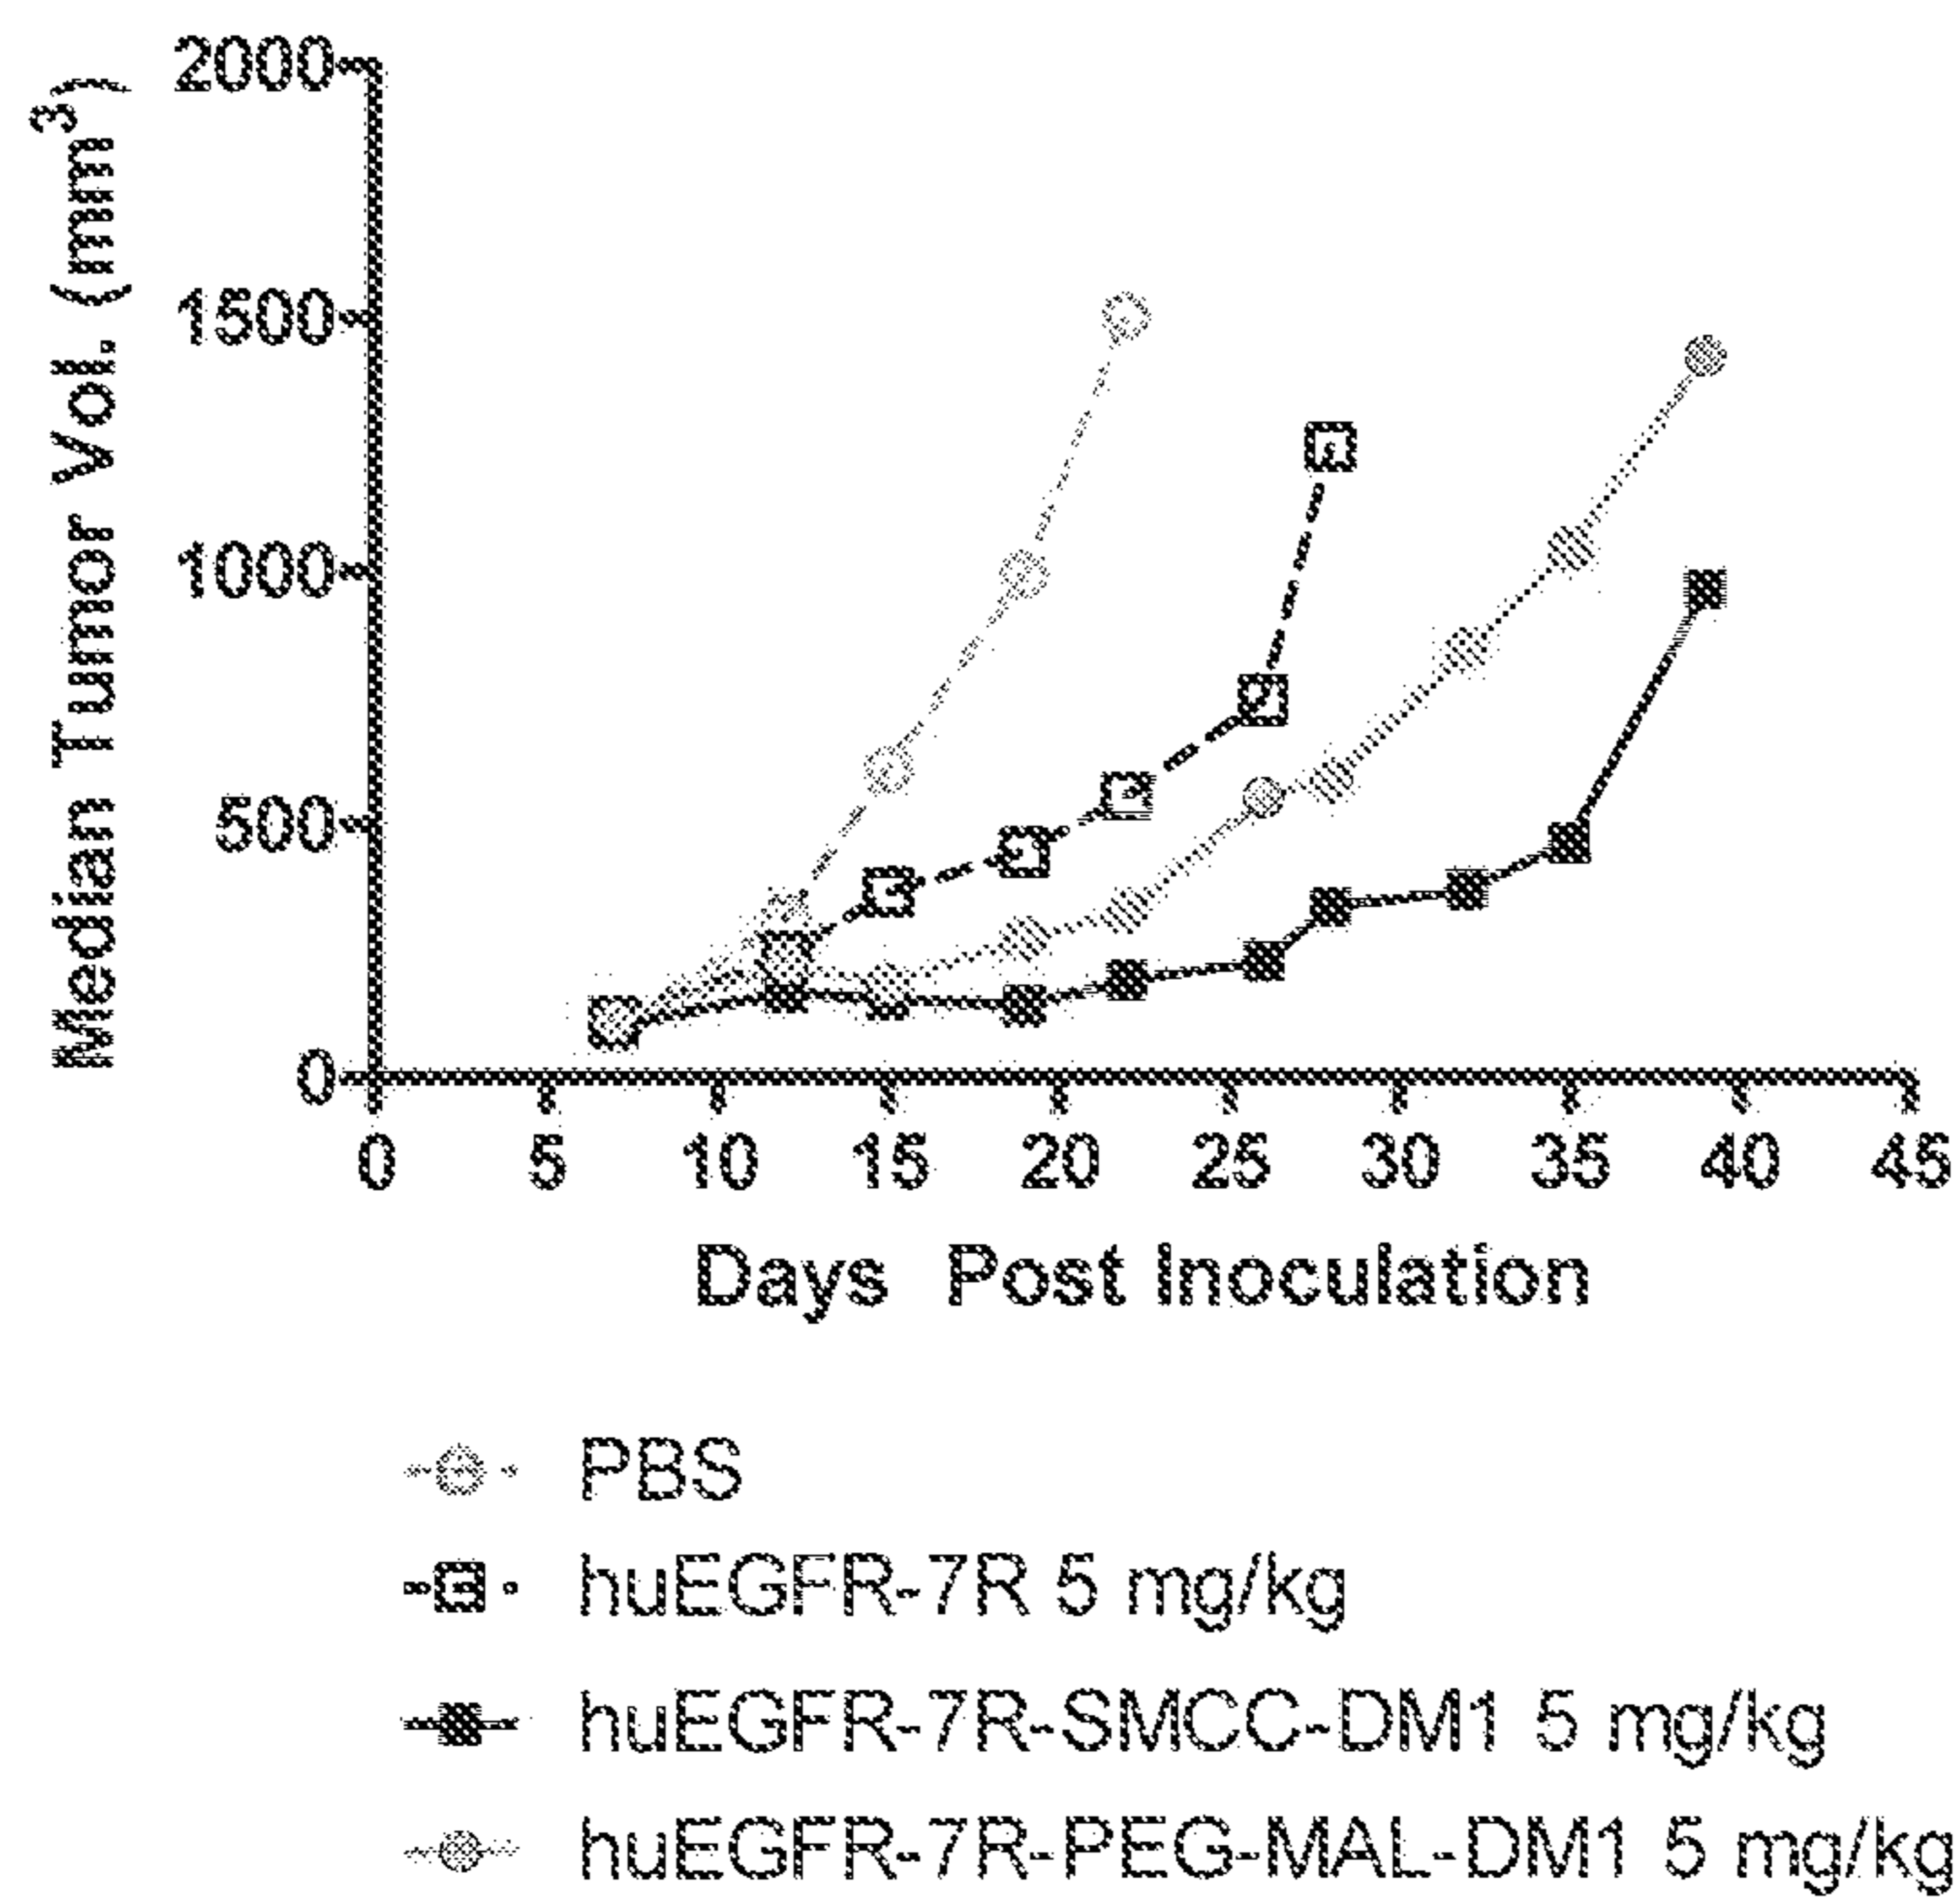 Median Tumor Vol. (mm³)
2000
1500
1000
500
0
0 5 10 15 20 25 30 35 40 45
Days Post Inoculation
PBS
huEGFR-7R 5 mg/kg
huEGFR-7R-SMCC-DM1 5 mg/kg
huEGFR-7R-PEG-MAL-DM1 5 mg/kg